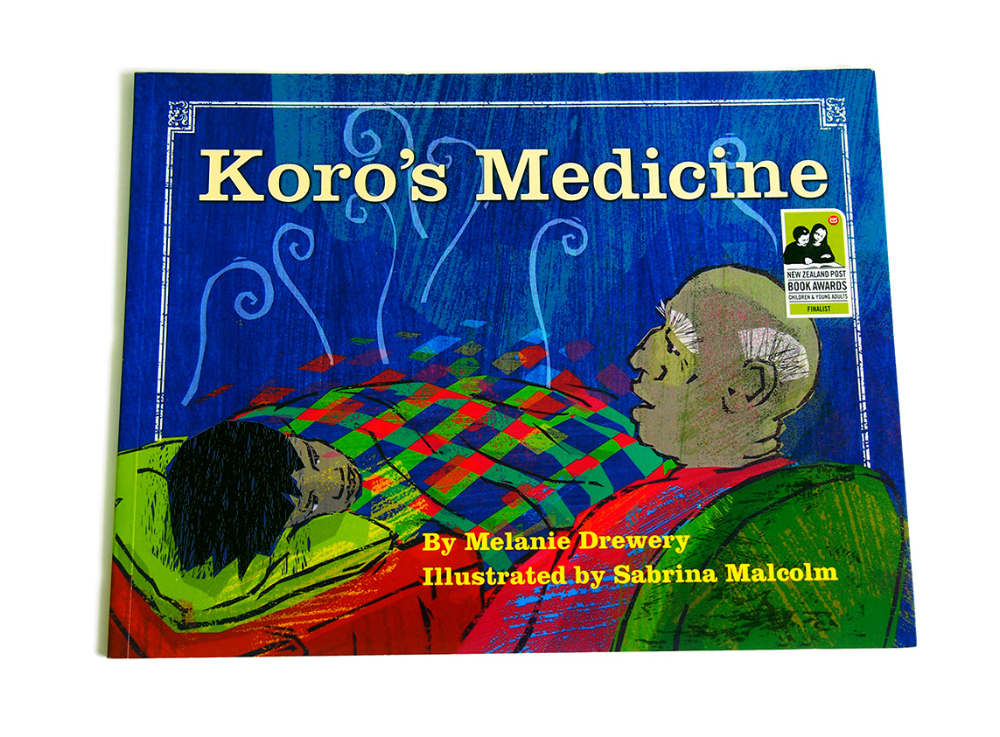 Koro's Medicine
NEW ZEALAND POST
BOOK AWARDS
CHILDREN & YOUNG ADULTS
FINALIST
By Melanie Drewery
Illustrated by Sabrina Malcolm